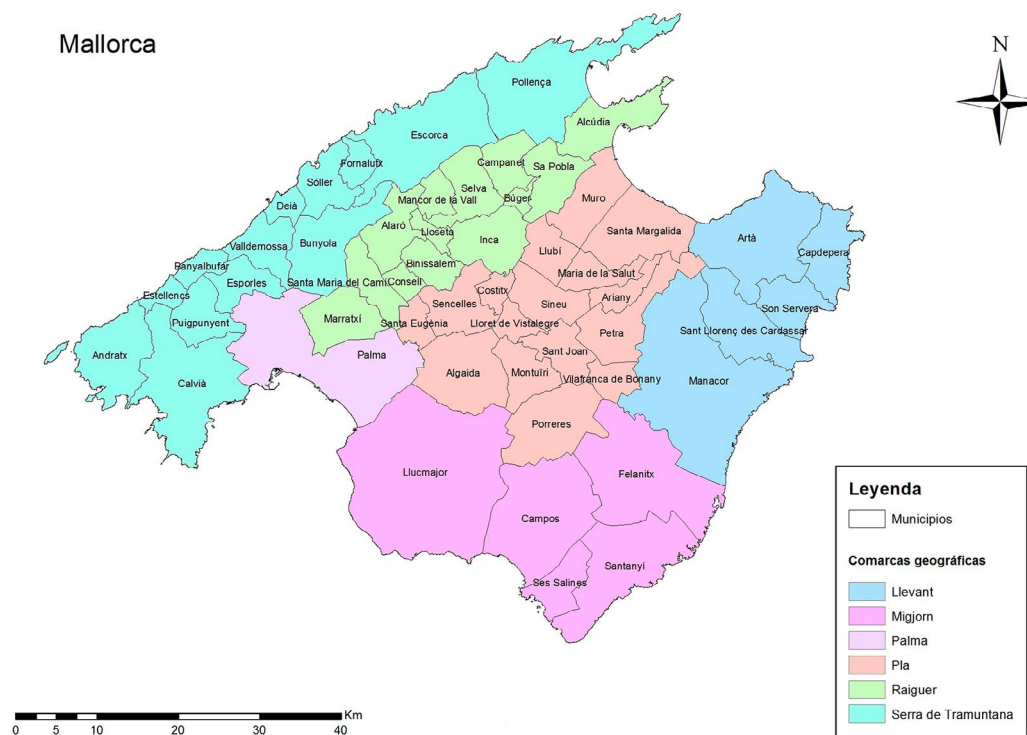 Mallorca
N
Pollença
Alcúdia
Escorca
Fornalutx
Campanet
Sa Pobla
Sóller
Selva
Mancor de la Vall
Búger
Muro
Deià
Alaró
Lloseta
Santa Margalida
Artà
Valldemossa
Bunyola
Inca
Llubí
Capdepera
Banyalbufar
Binissalem
Maria de la Salut
Esporles
Santa Maria del Camí
Consell
Costitx
Estellencs
Sencelles
Sineu
Ariany
Son Servera
Puigpunyent
Marratxí
Santa Eugènia
Lloret de Vistalegre
Petra
Sant Llorenç des Cardassar
Andratx
Palma
Sant Joan
Calvià
Algaida
Montuïri
Vilafranca de Bonany
Manacor
Porreres
Llucmajor
Felanitx
Campos
Santanyí
Ses Salines
Leyenda
Municipios
Comarcas geográficas
Llevant
Migjorn
Palma
Pla
Raiguer
Serra de Tramuntana
Km
0 5 10 20 30 40